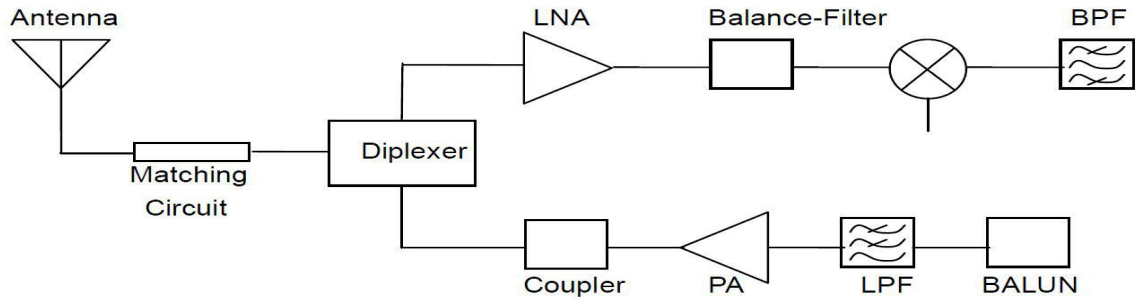 Antenna
LNA
Balance-Filter
BPF
Diplexer
Matching
Circuit
Coupler
PA
LPF
BALUN